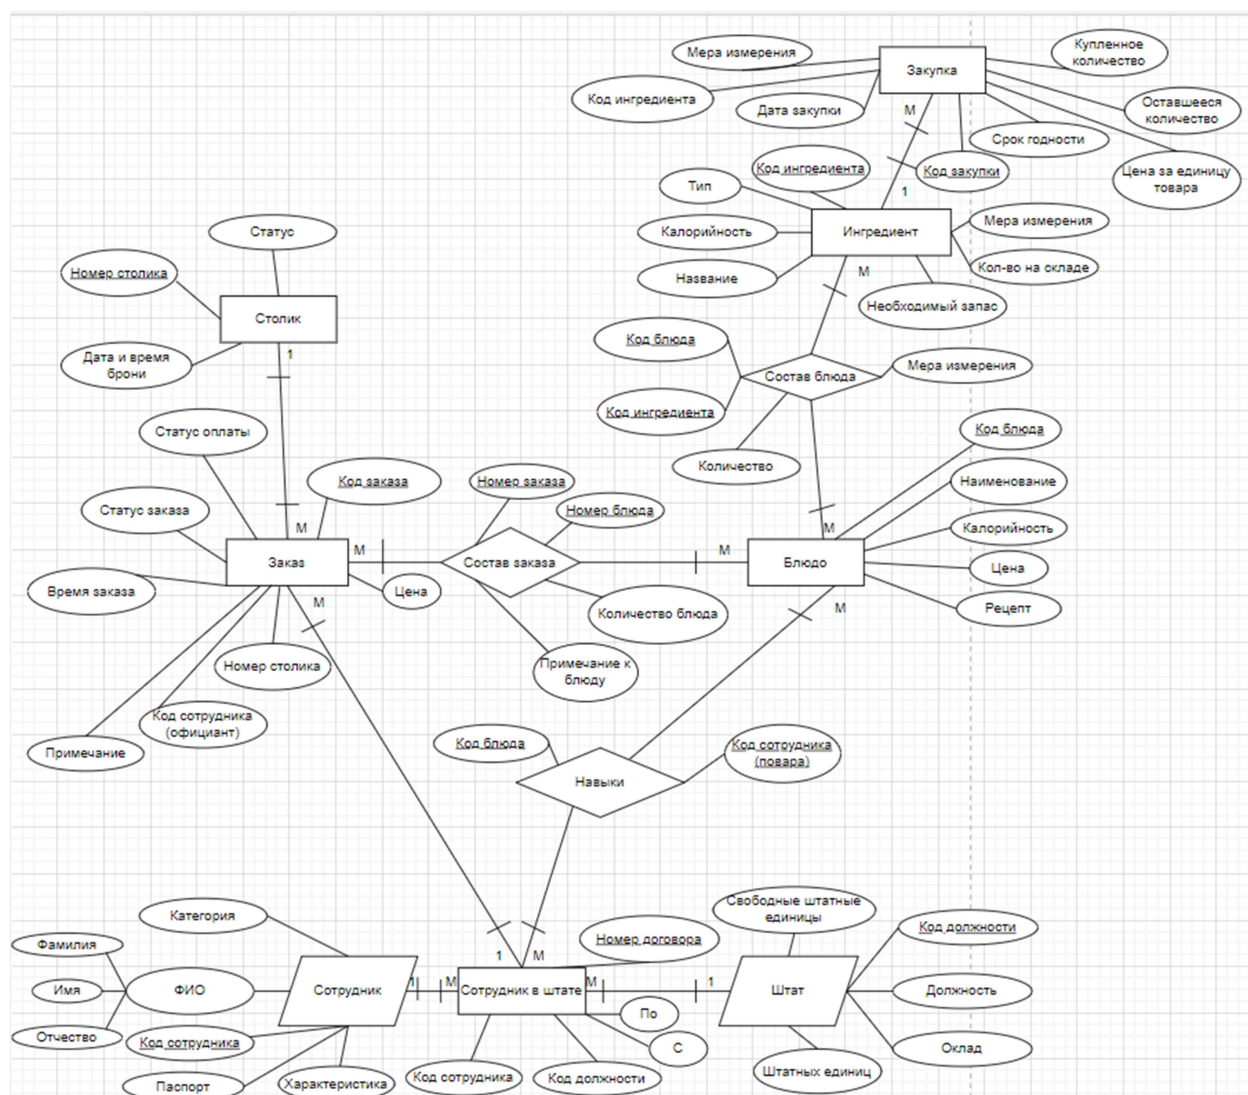 Мера измерения
Закупка
Купленное
количество
Код ингредиента
Дата закупки
М
Оставшееся
количество
Срок годности
Код ингредиента
Код закупки
Цена за единицу
товара
Тип
1
Калорийность
Ингредиент
Мера измерения
Название
М
Кол-во на складе
Необходимый запас
Статус
Номер столика
Столик
Дата и время
брони
1
Код блюда
Состав блюда
Мера измерения
Код ингредиента
Количество
Статус оплаты
Код заказа
Номер заказа
Номер блюда
Код блюда
Наименование
Статус заказа
М
М
М
М
Калорийность
Заказ
Состав заказа
Блюдо
Цена
Время заказа
М
Цена
Количество блюда
М
Рецепт
Номер столика
Примечание к
блюду
Код сотрудника
(официант)
Примечание
Код блюда
Код сотрудника
(повара)
Навыки
Категория
Свободные штатные
единицы
Фамилия
1
М
Номер договора
Код должности
Имя
ФИО
Сотрудник
1
М
Сотрудник в штате
М
1
Штат
Должность
Отчество
Код сотрудника
По
С
Оклад
Паспорт
Характеристика
Код сотрудника
Код должности
Штатных единиц